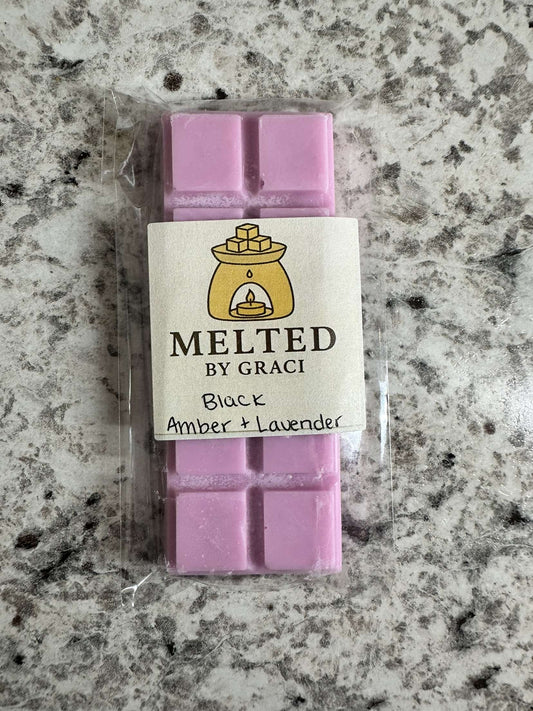 MELTED
BY GRACI
Black
Amber + Lavender